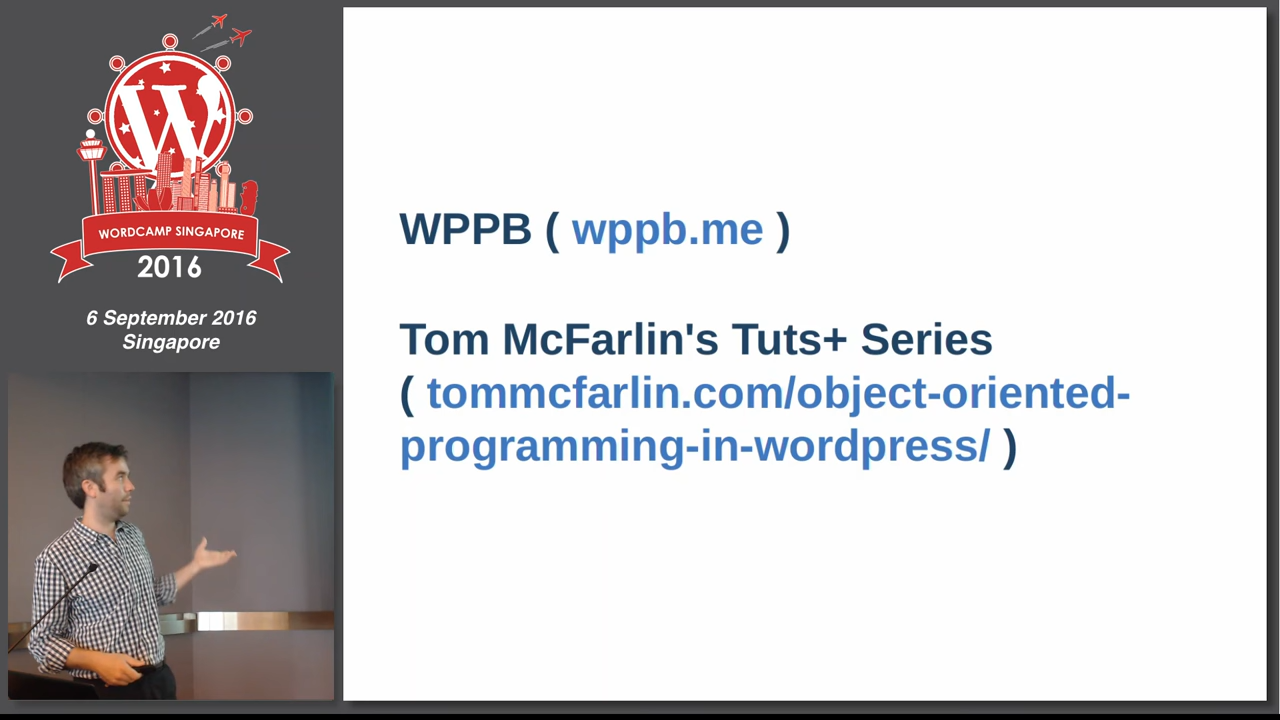 W
WORDCAMP SINGAPORE
2016
6 September 2016
Singapore
WPPB ( wppb.me )
Tom McFarlin's Tuts+ Series
( tommcfarlin.com/object-oriented-
programming-in-wordpress/ )